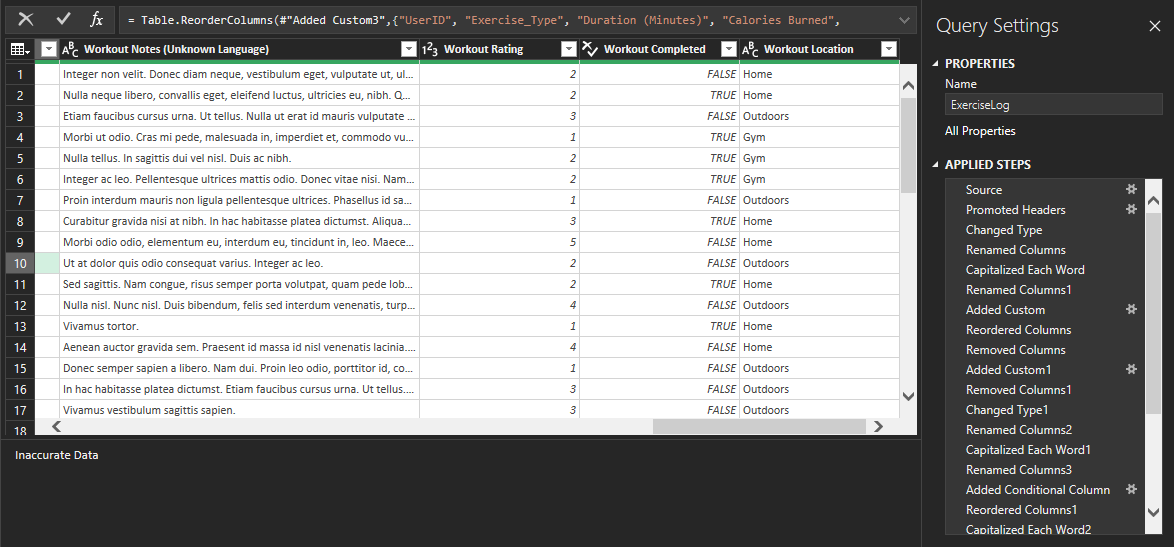 fx = Table.ReorderColumns(#"Added Custom3",{"UserID", "Exercise_Type", "Duration (Minutes)", "Calories Burned",
Query Settings
ABC Workout Notes (Unknown Language) 123 Workout Rating Workout Completed ABC Workout Location
1 Integer non velit. Donec diam neque, vestibulum eget, vulputate ut, ul... 2 FALSE Home
2 Nulla neque libero, convallis eget, eleifend luctus, ultricies eu, nibh. Q... 2 TRUE Home
3 Etiam faucibus cursus urna. Ut tellus. Nulla ut erat id mauris vulputate ... 3 FALSE Outdoors
4 Morbi ut odio. Cras mi pede, malesuada in, imperdiet et, commodo vu... 1 TRUE Gym
5 Nulla tellus. In sagittis dui vel nisl. Duis ac nibh. 2 TRUE Gym
6 Integer ac leo. Pellentesque ultrices mattis odio. Donec vitae nisi. Nam... 2 TRUE Gym
7 Proin interdum mauris non ligula pellentesque ultrices. Phasellus id sa... 1 FALSE Outdoors
8 Curabitur gravida nisi at nibh. In hac habitasse platea dictumst. Aliqua... 3 TRUE Home
9 Morbi odio odio, elementum eu, interdum eu, tincidunt in, leo. Maece... 5 FALSE Home
10 Ut at dolor quis odio consequat varius. Integer ac leo. 2 FALSE Outdoors
11 Sed sagittis. Nam congue, risus semper porta volutpat, quam pede lob... 2 TRUE Home
12 Nulla nisl. Nunc nisl. Duis bibendum, felis sed interdum venenatis, turp... 4 FALSE Outdoors
13 Vivamus tortor. 1 TRUE Home
14 Aenean auctor gravida sem. Praesent id massa id nisl venenatis lacinia.... 4 FALSE Home
15 Donec semper sapien a libero. Nam dui. Proin leo odio, porttitor id, co... 1 FALSE Outdoors
16 In hac habitasse platea dictumst. Etiam faucibus cursus urna. Ut tellus.... 3 FALSE Outdoors
17 Vivamus vestibulum sagittis sapien. 3 FALSE Outdoors
18
Inaccurate Data
PROPERTIES
Name
ExerciseLog
All Properties
APPLIED STEPS
Source
Promoted Headers
Changed Type
Renamed Columns
Capitalized Each Word
Renamed Columns1
Added Custom
Reordered Columns
Removed Columns
Added Custom1
Removed Columns1
Changed Type1
Renamed Columns2
Capitalized Each Word1
Renamed Columns3
Added Conditional Column
Reordered Columns1
Capitalized Each Word2